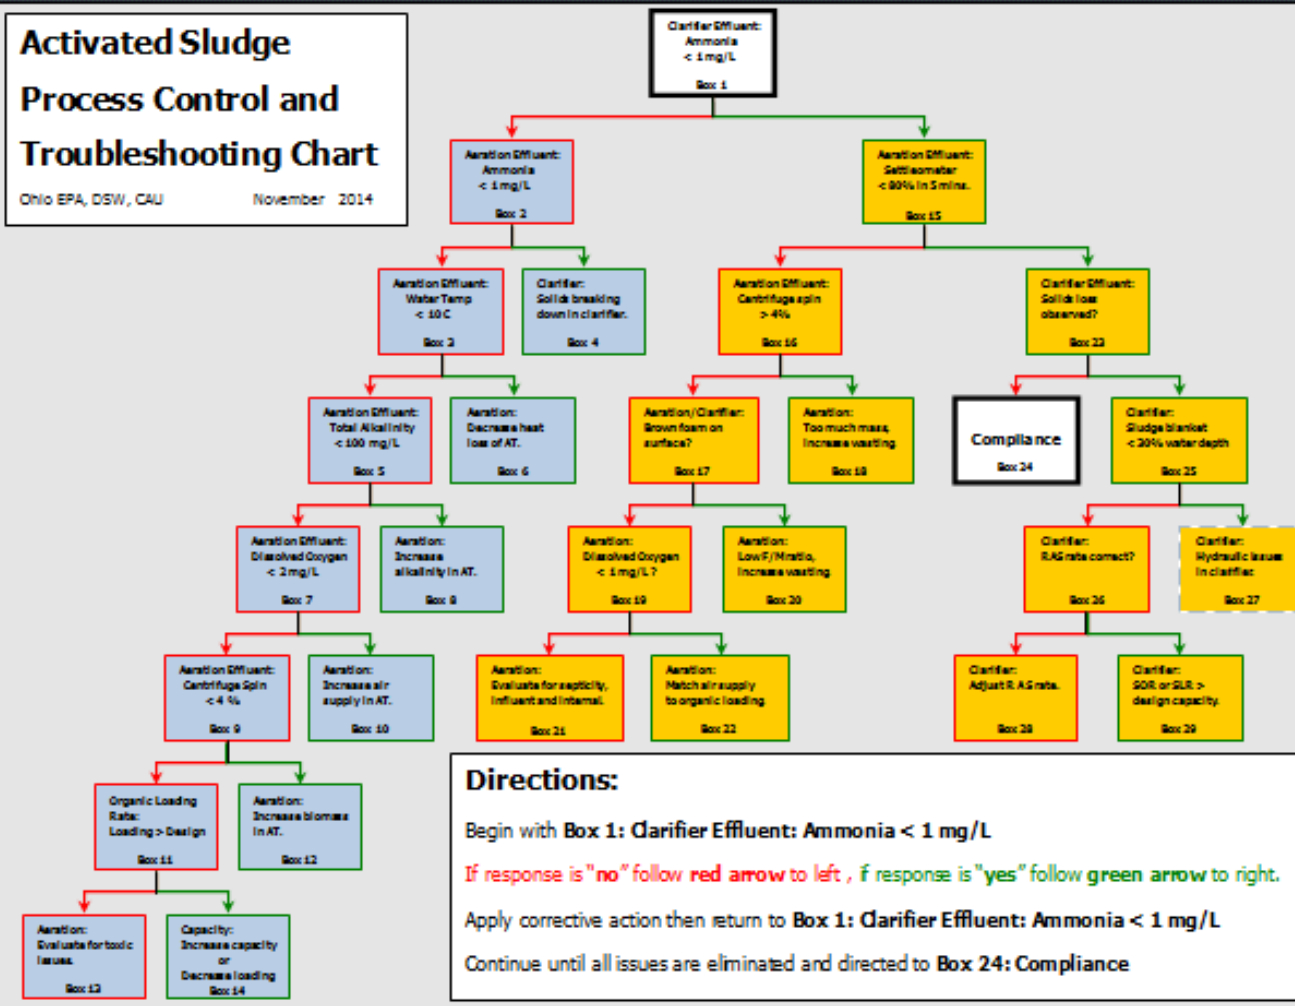 Activated Sludge
Process Control and
Troubleshooting Chart
Ohio EPA, DSW, CAU November 2014
Clarifier Effluent:
Ammonia
< 1 mg/L
Box 1
Aeration Effluent:
Ammonia
< 1 mg/L
Box 2
Aeration Effluent:
Settleometer
< 80% in 5 mins.
Box 15
Aeration Effluent:
Water Temp
< 10 C
Box 3
Clarifier:
Solids breaking
down in clarifier.
Box 4
Aeration Effluent:
Centrifuge spin
> 4%
Box 16
Clarifier Effluent:
Solids loss
observed?
Box 23
Aeration Effluent:
Total Alkalinity
< 100 mg/L
Box 5
Aeration:
Decrease heat
loss of AT.
Box 6
Aeration/Clarifier:
Brown foam on
surface?
Box 17
Aeration:
Too much mass,
Increase wasting.
Box 18
Compliance
Box 24
Clarifier:
Sludge blanket
< 30% water depth
Box 25
Aeration Effluent:
Dissolved Oxygen
< 2 mg/L
Box 7
Aeration:
Increase
alkalinity in AT.
Box 8
Aeration:
Dissolved Oxygen
< 1 mg/L ?
Box 19
Aeration:
Low F/M ratio,
Increase wasting
Box 20
Clarifier:
RAS rate correct?
Box 26
Clarifier:
Hydraulic issues
in clarifier.
Box 27
Aeration Effluent:
Centrifuge Spin
< 4 %
Box 9
Aeration:
Increase air
supply in AT.
Box 10
Aeration:
Evaluate for septicity,
influent and internal.
Box 21
Aeration:
Match air supply
to organic loading
Box 22
Clarifier:
Adjust R AS rate.
Box 28
Clarifier:
SOR or SLR >
design capacity.
Box 29
Organic Loading
Rate:
Loading > Design
Box 11
Aeration:
Increase biomass
in AT.
Box 12
Aeration:
Evaluate for toxic
issues.
Box 13
Capacity:
Increase capacity
or
Decrease loading
Box 14
Directions:
Begin with Box 1: Clarifier Effluent: Ammonia < 1 mg/L
If response is “no” follow red arrow to left , if response is “yes” follow green arrow to right.
Apply corrective action then return to Box 1: Clarifier Effluent: Ammonia < 1 mg/L
Continue until all issues are eliminated and directed to Box 24: Compliance